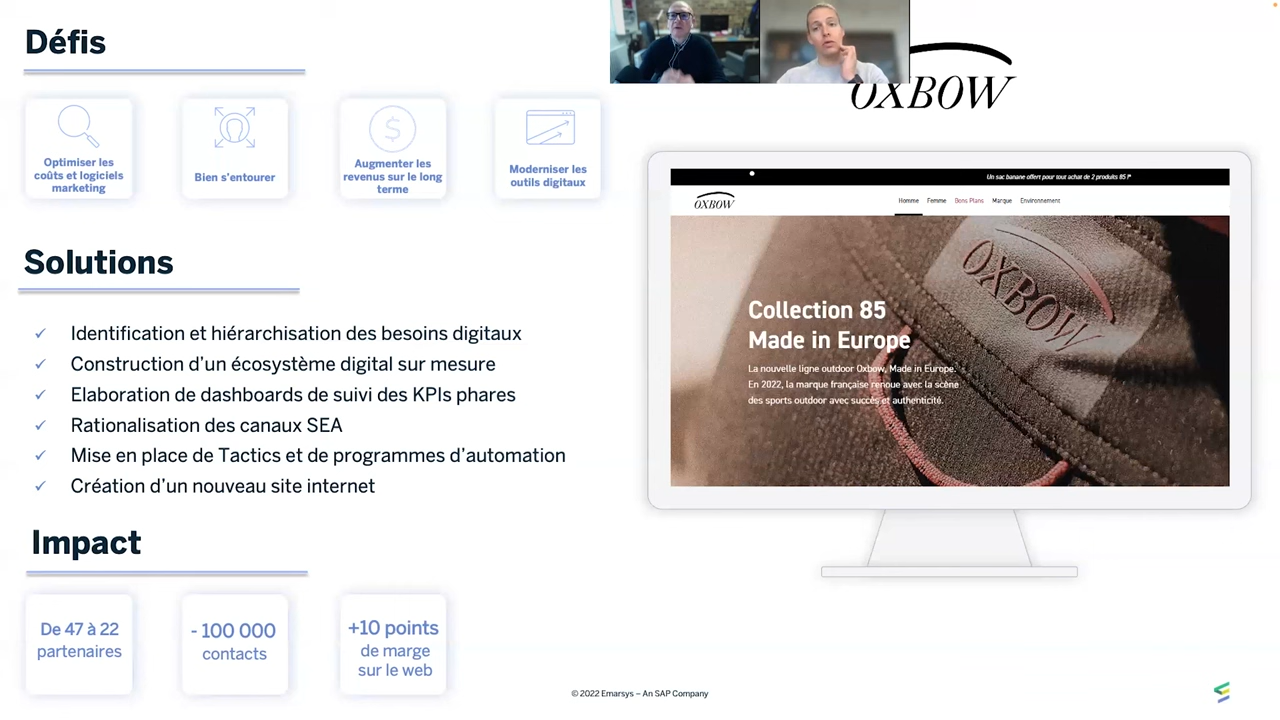 Défis
Optimiser les
coûts et logiciels
marketing
Bien s'entourer
Augmenter les
revenus sur le long
terme
Moderniser les
outils digitaux
Solutions
Identification et hiérarchisation des besoins digitaux
Construction d'un écosystème digital sur mesure
Elaboration de dashboards de suivi des KPIs phares
Rationalisation des canaux SEA
Mise en place de Tactics et de programmes d'automation
Création d'un nouveau site internet
Impact
De 47 à 22
partenaires
- 100 000
contacts
+10 points
de marge
sur le web
OXBOW
Un sac banane offert pour tout achat de 2 produits 85 !*
OXBOW
Homme Femme Bons Plans Marque Environnement
OXBOW
Collection 85
Made in Europe
La nouvelle ligne outdoor Oxbow, Made in Europe.
En 2022, la marque française renoue avec la scène
des sports outdoor avec succès et authenticité.
© 2022 Emarsys – An SAP Company